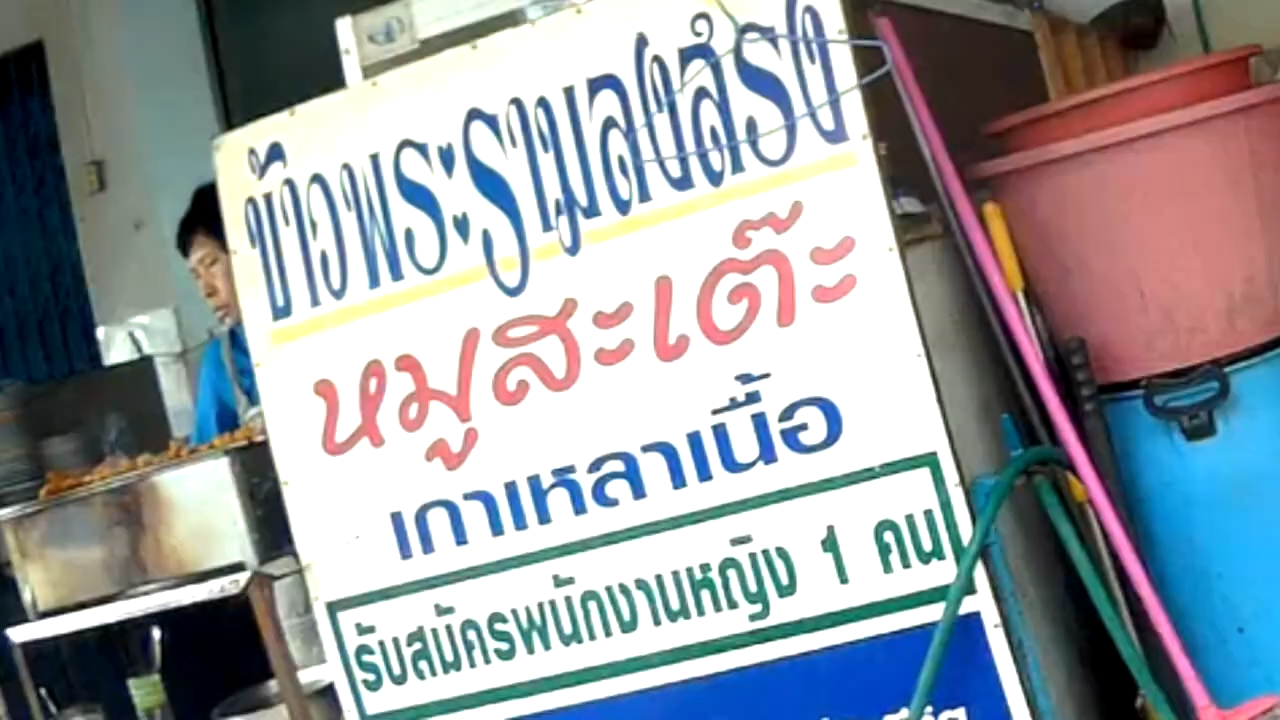 ข้าวพระรามลงสรง
หมูสะเต๊ะ
เกาเหลาเนื้อ
รับสมัครพนักงานหญิง 1 คน